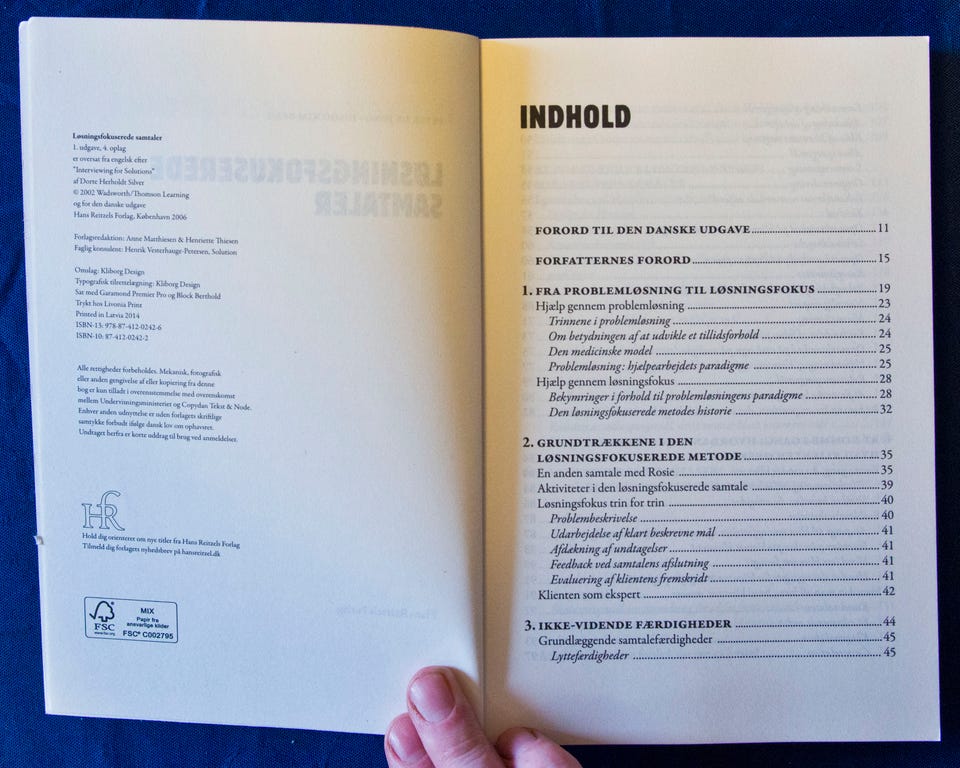 Løsningsfokuserede samtaler
1. udgave, 4. oplag
er oversat fra engelsk efter
"Interviewing for Solutions"
af Dorte Herholdt Silver
© 2002 Wadsworth/Thomson Learning
og for den danske udgave
Hans Reitzels Forlag, København 2006
Forlagsredaktion: Anne Matthiesen & Henriette Thiesen
Faglig konsulent: Henrik Vesterhauge-Petersen, Solution
Omslag: Kliborg Design
Typografisk tilrettelægning: Kliborg Design
Sat med Garamond Premier Pro og Block Berthold
Trykt hos Livonia Print
Printed in Latvia 2014
ISBN-13: 978-87-412-0242-6
ISBN-10: 87-412-0242-2
Alle rettigheder forbeholdes. Mekanisk, fotografisk
eller anden gengivelse af eller kopiering fra denne
bog er kun tilladt i overensstemmelse med overenskomst
mellem Undervisningsministeriet og Copydan Tekst & Node.
Enhver anden udnyttelse er uden forlagets skriftlige
samtykke forbudt ifølge dansk lov om ophavsret.
Undtaget herfra er korte uddrag til brug ved anmeldelser.
HR
Hold dig orienteret om nye titler fra Hans Reitzels Forlag
Tilmeld dig forlagets nyhedsbrev på hansreitzel.dk
FSC
www.fsc.org
MIX
Papir fra
ansvarlige kilder
FSC® C002795
INDHOLD
FORORD TIL DEN DANSKE UDGAVE 11
FORFATTERNES FORORD 15
1. FRA PROBLEMLØSNING TIL LØSNINGSFOKUS 19
Hjælp gennem problemløsning 23
Trinnene i problemløsning 24
Om betydningen af at udvikle et tillidsforhold 24
Den medicinske model 25
Problemløsning: hjælpearbejdets paradigme 25
Hjælp gennem løsningsfokus 28
Bekymringer i forhold til problemløsningens paradigme 28
Den løsningsfokuserede metodes historie 32
2. GRUNDTRÆKKENE I DEN
LØSNINGSFOKUSEREDE METODE 35
En anden samtale med Rosie 35
Aktiviteter i den løsningsfokuserede samtale 39
Løsningsfokus trin for trin 40
Problembeskrivelse 40
Udarbejdelse af klart beskrevne mål 41
Afdækning af undtagelser 41
Feedback ved samtalens afslutning 41
Evaluering af klientens fremskridt 41
Klienten som ekspert 42
3. IKKE-VIDENDE FÆRDIGHEDER 44
Grundlæggende samtalefærdigheder 45
Lyttefærdigheder 45